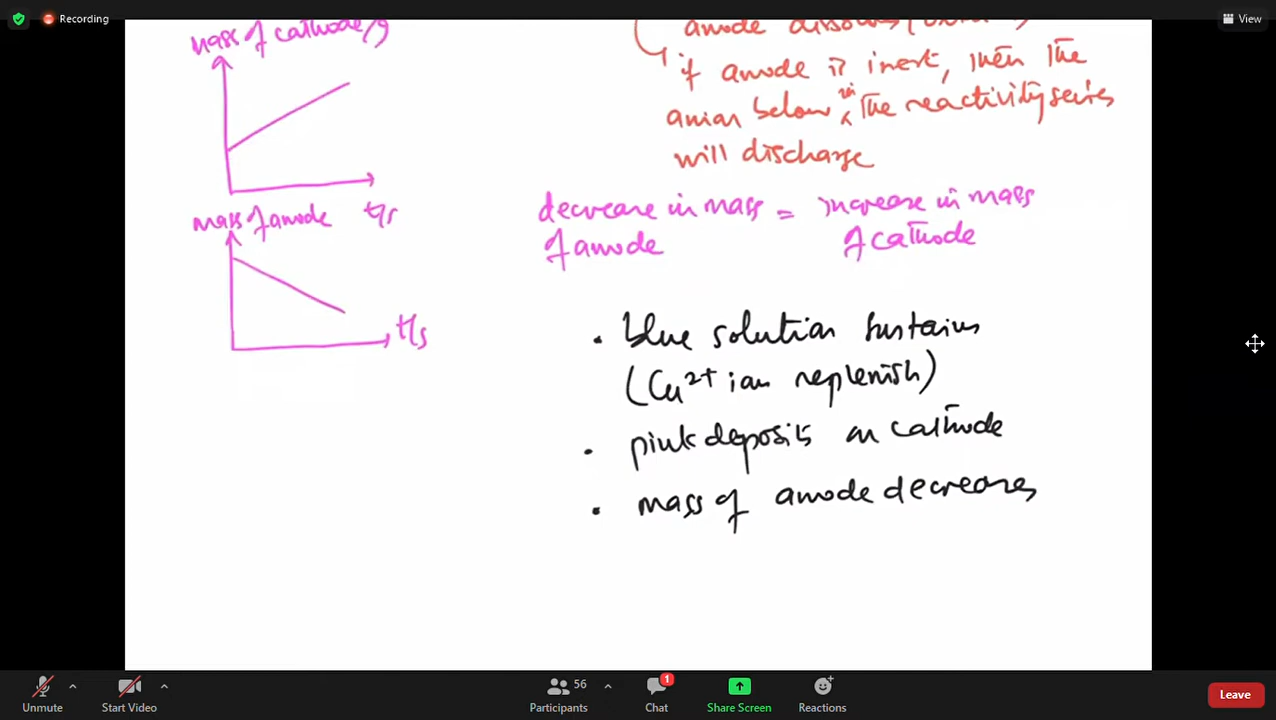 Recording
View
mass of cathode/g
t/s
mass of anode
t/s
anode dissolves
if anode is inert, then the
anion below in the reactivity series
will discharge
decrease in mass = increase in mass
of anode of cathode
• blue solution sustains
(Cu²⁺ ion replenish)
• pink deposits on cathode
• mass of anode decreases
Unmute
Start Video
56
Participants
1
Chat
Share Screen
Reactions
Leave